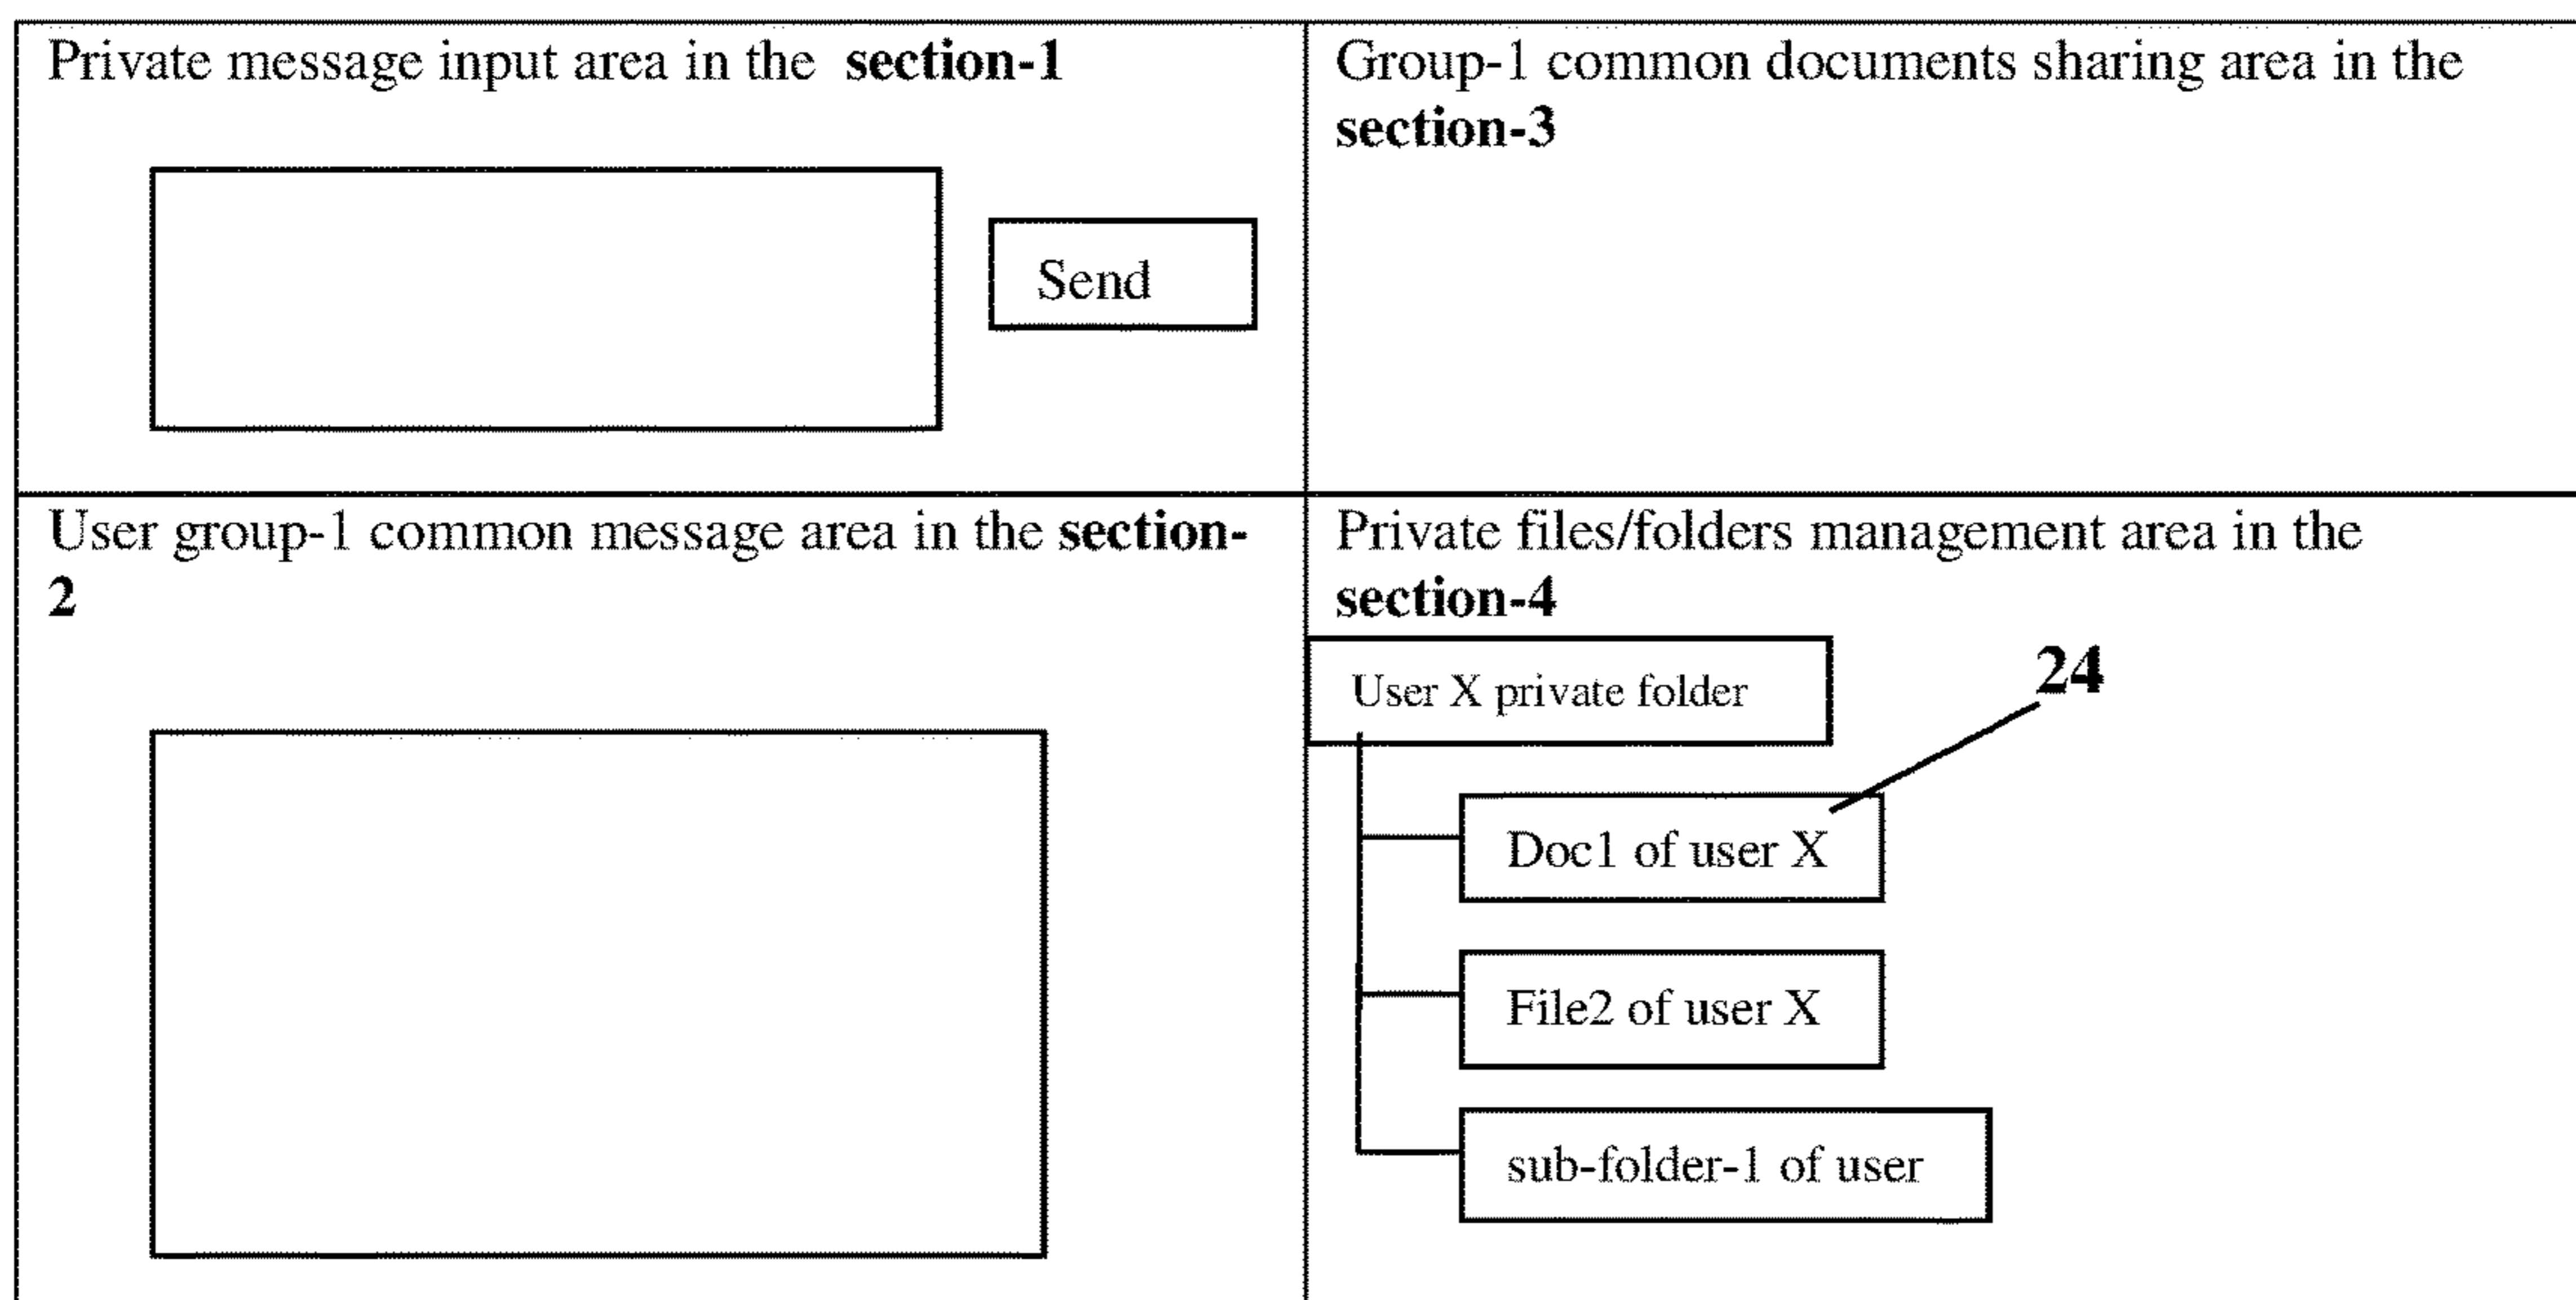 Private message input area in the section-1
Send
Group-1 common documents sharing area in the
section-3
User group-1 common message area in the section-
2
Private files/folders management area in the
section-4
User X private folder
24
Doc1 of user X
File2 of user X
sub-folder-1 of user